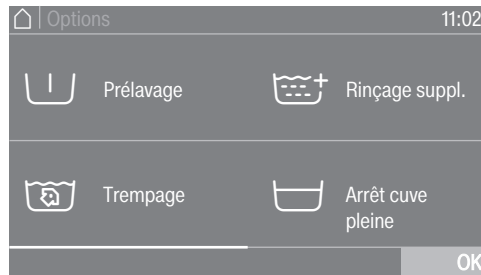 Options 11:02
Prélavage
Rinçage suppl.
Trempage
Arrêt cuve
pleine
OK